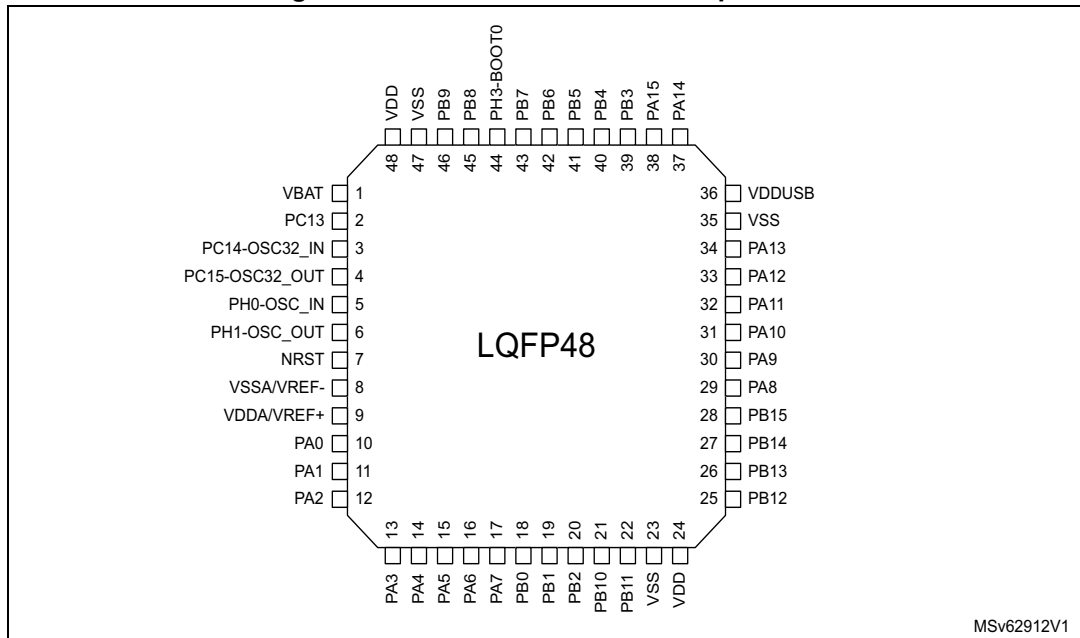 48 VDD
47 VSS
46 PB9
45 PB8
44 PH3-BOOT0
43 PB7
42 PB6
41 PB5
40 PB4
39 PB3
38 PA15
37 PA14
VBAT 1
PC13 2
PC14-OSC32_IN 3
PC15-OSC32_OUT 4
PH0-OSC_IN 5
PH1-OSC_OUT 6
NRST 7
VSSA/VREF- 8
VDDA/VREF+ 9
PA0 10
PA1 11
PA2 12
LQFP48
36 VDDUSB
35 VSS
34 PA13
33 PA12
32 PA11
31 PA10
30 PA9
29 PA8
28 PB15
27 PB14
26 PB13
25 PB12
PA3 13
PA4 14
PA5 15
PA6 16
PA7 17
PB0 18
PB1 19
PB2 20
PB10 21
PB11 22
VSS 23
VDD 24
MSv62912V1